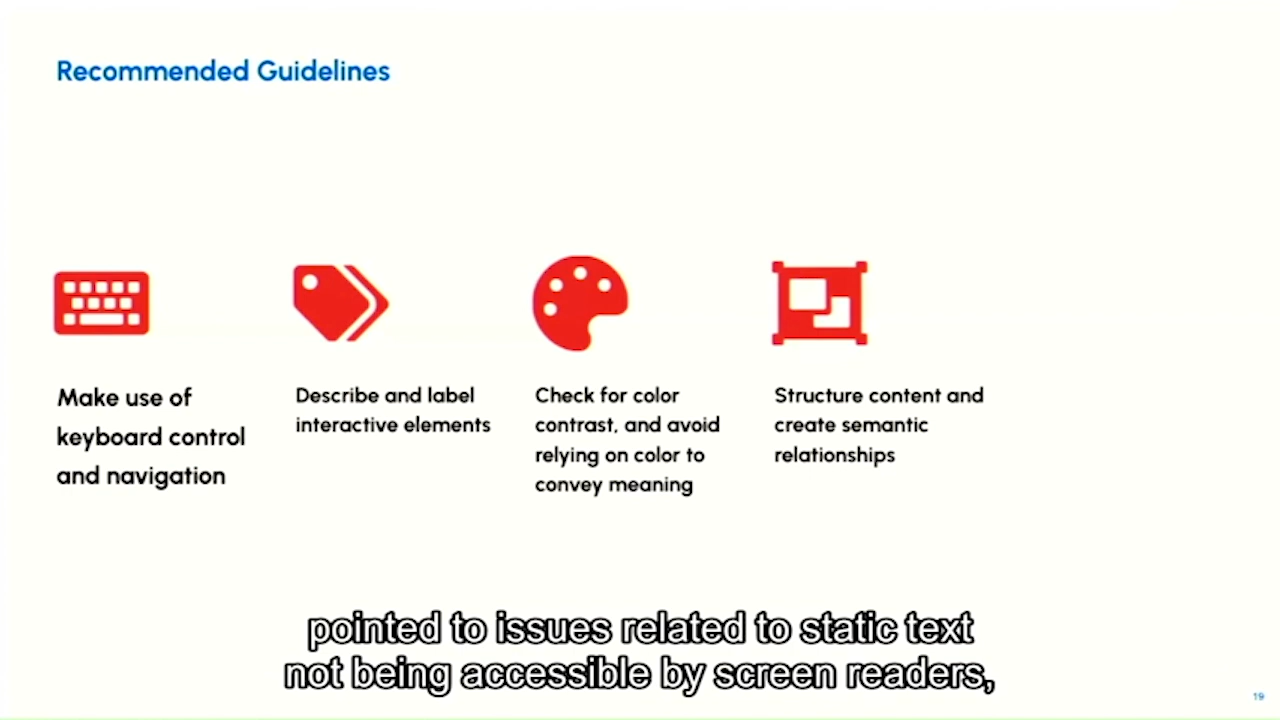 Recommended Guidelines
Make use of
keyboard control
and navigation
Describe and label
interactive elements
Check for color
contrast, and avoid
relying on color to
convey meaning
Structure content and
create semantic
relationships
pointed to issues related to static text
not being accessible by screen readers,
19